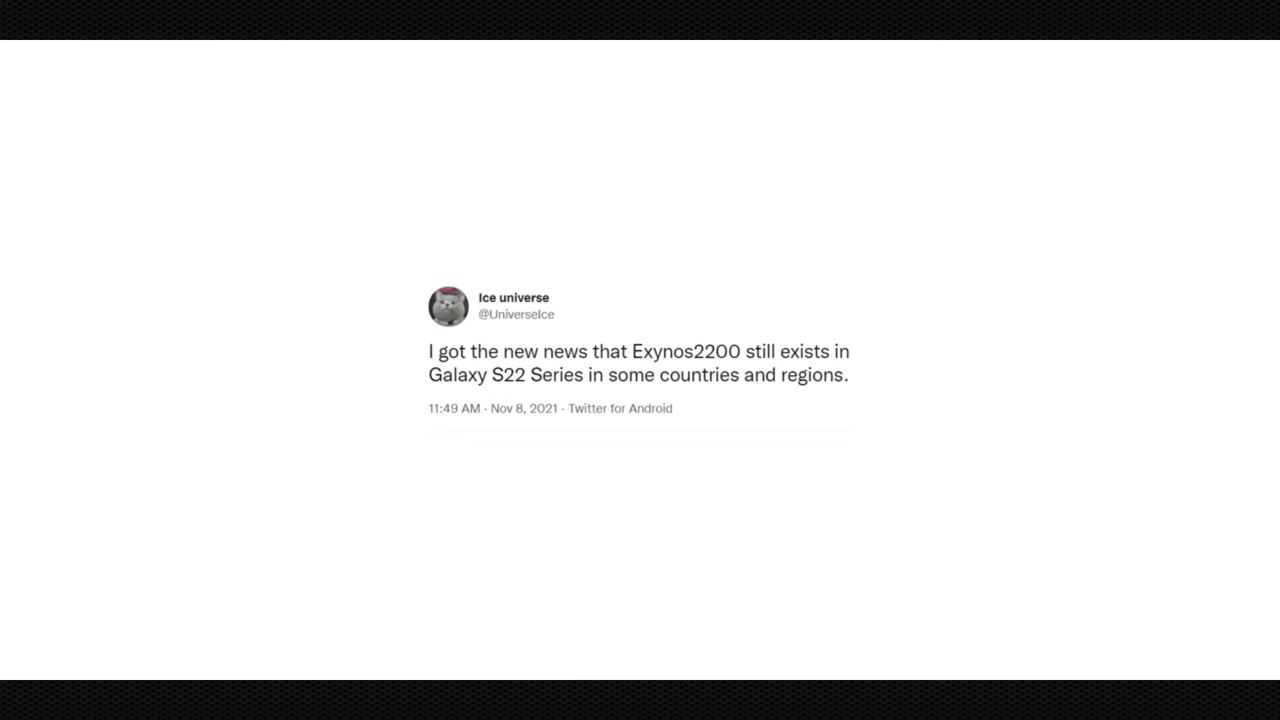 Ice universe
@UniverseIce
I got the new news that Exynos2200 still exists in
Galaxy S22 Series in some countries and regions.
11:49 AM · Nov 8, 2021 · Twitter for Android